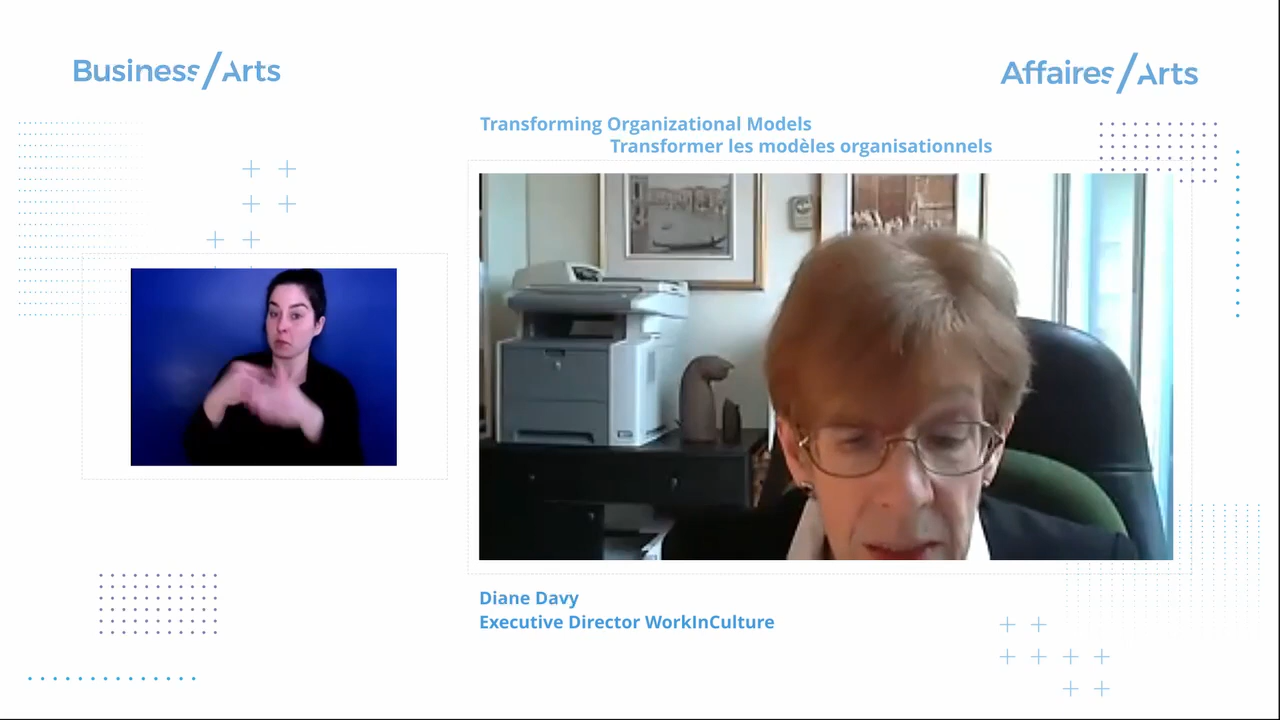 Business/Arts
Affaires/Arts
Transforming Organizational Models
Transformer les modèles organisationnels
Diane Davy
Executive Director WorkInCulture